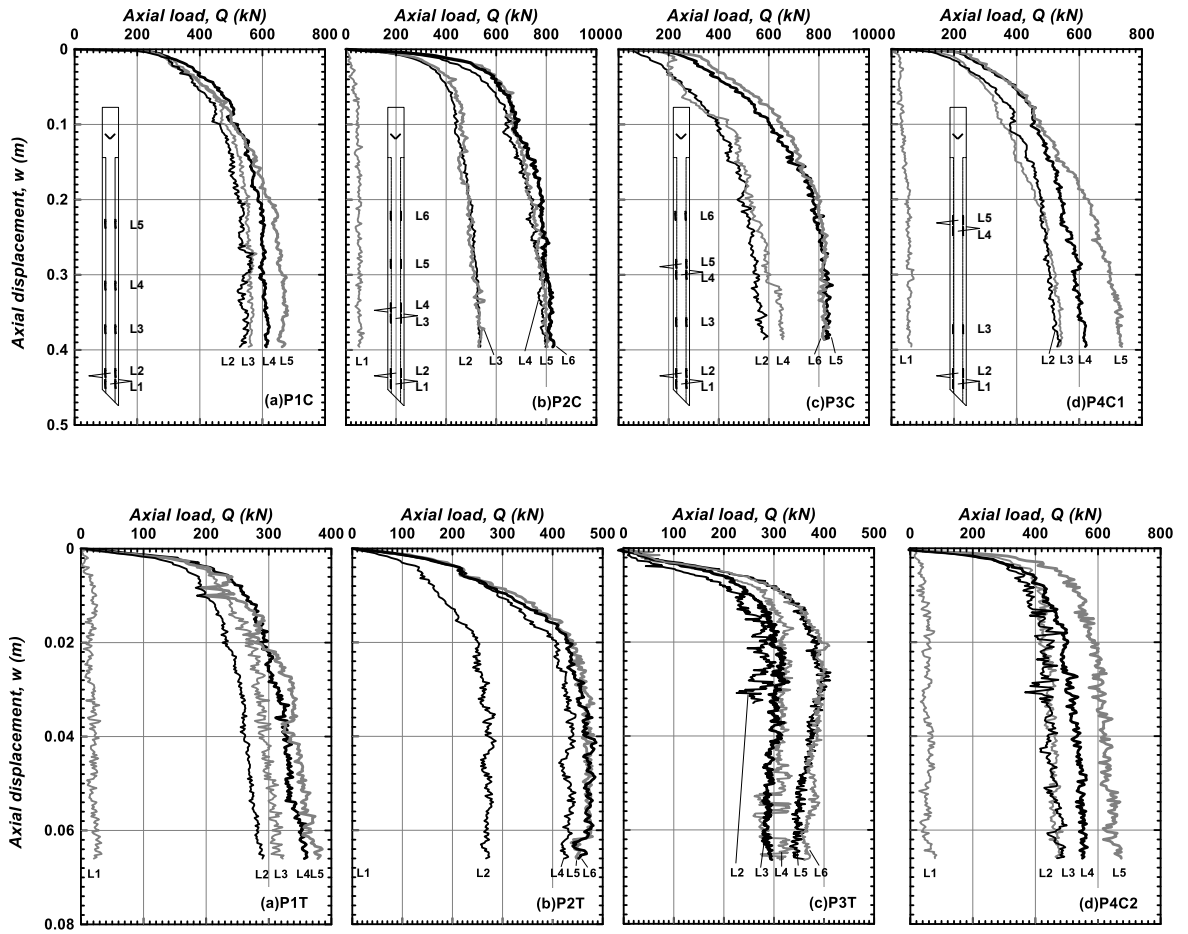 Axial load, Q (kN)
Axial load, Q (kN)
Axial load, Q (kN)
Axial load, Q (kN)
0 200 400 600 800
0 200 400 600 800 1000
0 200 400 600 800 1000
0 200 400 600 800
Axial displacement, w (m)
0
0.1
0.2
0.3
0.4
0.5
L5
L4
L3
L2
L1
L2 L3 L4 L5
(a)P1C
L6
L5
L4
L3
L2
L1
L1 L2 L3 L4 L5 L6
(b)P2C
L6
L5
L4
L3
L2
L1
L2 L4 L6 L5
(c)P3C
L5
L4
L3
L2
L1
L1 L2 L3 L4 L5
(d)P4C1
Axial load, Q (kN)
Axial load, Q (kN)
Axial load, Q (kN)
Axial load, Q (kN)
0 100 200 300 400
0 100 200 300 400 500
0 100 200 300 400 500
0 200 400 600 800
Axial displacement, w (m)
0
0.02
0.04
0.06
0.08
L1 L2 L3 L4 L5
(a)P1T
L1 L2 L4 L5 L6
(b)P2T
L2 L3 L4 L5 L6
(c)P3T
L1 L2 L3 L4 L5
(d)P4C2